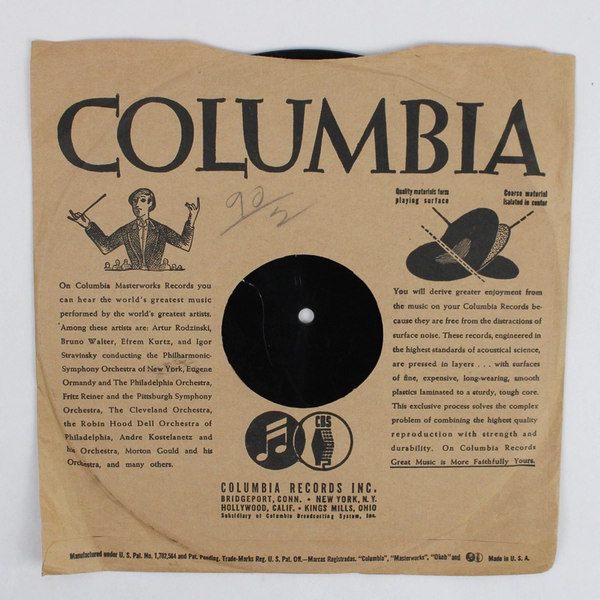 COLUMBIA
Quality materials form
playing surface
Coarse material
isolated in center
90/2
On Columbia Masterworks Records you
can hear the world's greatest music
performed by the world's greatest artists.
Among these artists are: Artur Rodzinski,
Bruno Walter, Efrem Kurtz, and Igor
Stravinsky conducting the Philharmonic-
Symphony Orchestra of New York, Eugene
Ormandy and The Philadelphia Orchestra,
Fritz Reiner and the Pittsburgh Symphony
Orchestra, The Cleveland Orchestra,
the Robin Hood Dell Orchestra of
Philadelphia, Andre Kostelanetz and
his Orchestra, Morton Gould and his
Orchestra, and many others.
You will derive greater enjoyment from
the music on your Columbia Records be-
cause they are free from the distractions of
surface noise. These records, engineered in
the highest standards of acoustical science,
are pressed in layers . . . with surfaces
of fine, expensive, long-wearing, smooth
plastics laminated to a sturdy, tough core.
This exclusive process solves the complex
problem of combining the highest quality
reproduction with strength and
durability. On Columbia Records
Great Music is More Faithfully Yours.
CBS
COLUMBIA RECORDS INC.
BRIDGEPORT, CONN. • NEW YORK, N.Y.
HOLLYWOOD, CALIF. • KINGS MILLS, OHIO
Subsidiary of Columbia Broadcasting System, Inc.
Manufactured under U. S. Pat. No. 1,702,564 and Pat. Pending. Trade-Marks Reg. U. S. Pat. Off.—Marcas Registradas. "Columbia", "Masterworks", "Okeh" and Made in U. S. A.